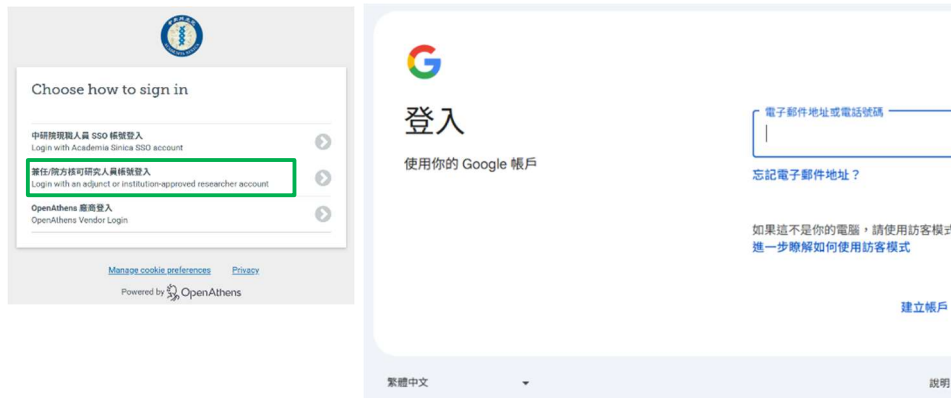 Choose how to sign in
中研院現職人員 SSO 帳號登入
Login with Academia Sinica SSO account
兼任/院方核可研究人員帳號登入
Login with an adjunct or institution-approved researcher account
OpenAthens 廠商登入
OpenAthens Vendor Login
Manage cookie preferences Privacy
Powered by OpenAthens
登入
使用你的 Google 帳戶
電子郵件地址或電話號碼
忘記電子郵件地址？
如果這不是你的電腦，請使用訪客模式
進一步瞭解如何使用訪客模式
建立帳戶
繁體中文
說明